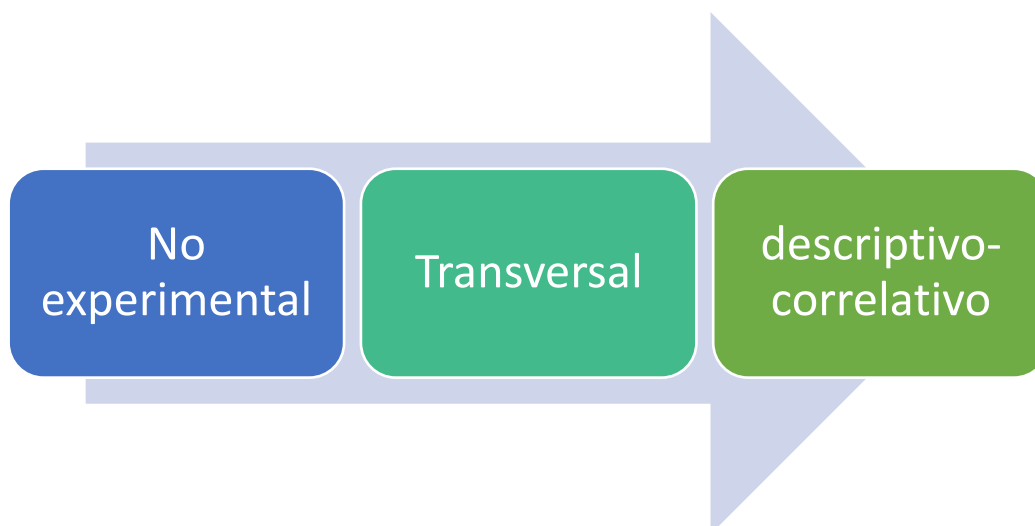 No
experimental
Transversal
descriptivo-
correlativo